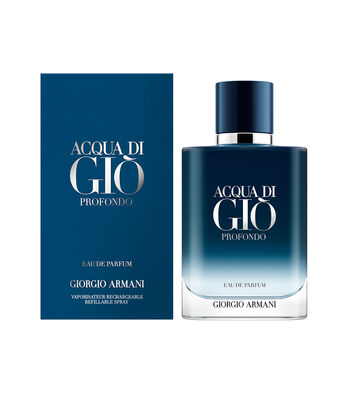 ACQUA DI
GIÒ
PROFONDO
EAU DE PARFUM
GIORGIO ARMANI
VAPORISATEUR RECHARGEABLE
REFILLABLE SPRAY
ACQUA DI
GIÒ
PROFONDO
EAU DE PARFUM
GIORGIO ARMANI